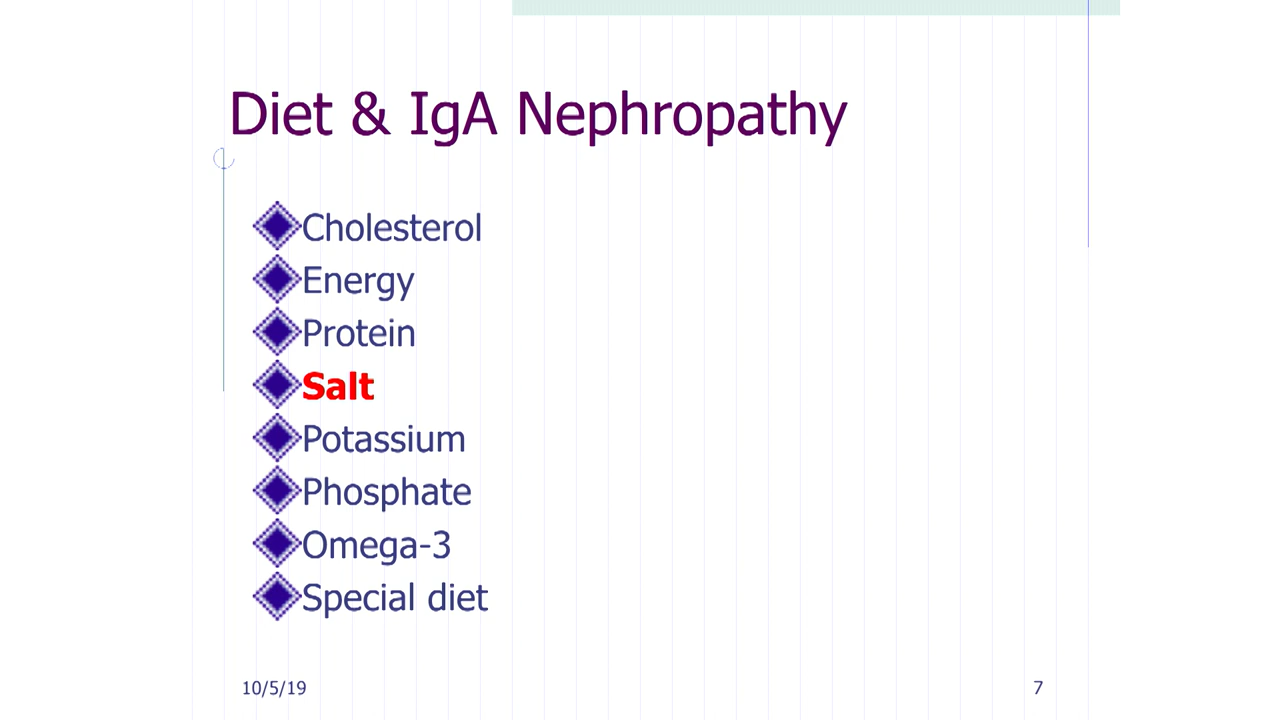 Diet & IgA Nephropathy
Cholesterol
Energy
Protein
Salt
Potassium
Phosphate
Omega-3
Special diet
10/5/19
7